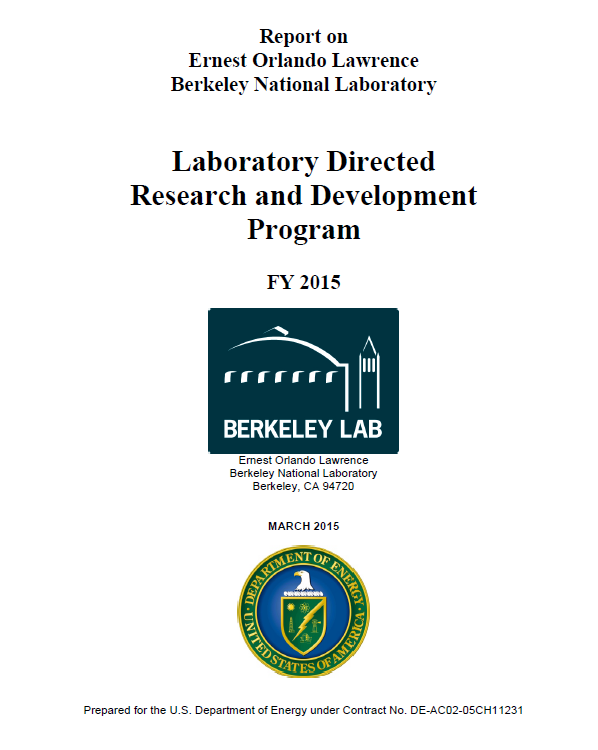 Report on
Ernest Orlando Lawrence
Berkeley National Laboratory
Laboratory Directed
Research and Development
Program
FY 2015
BERKELEY LAB
Ernest Orlando Lawrence
Berkeley National Laboratory
Berkeley, CA 94720
MARCH 2015
DEPARTMENT OF ENERGY
UNITED STATES OF AMERICA
Prepared for the U.S. Department of Energy under Contract No. DE-AC02-05CH11231